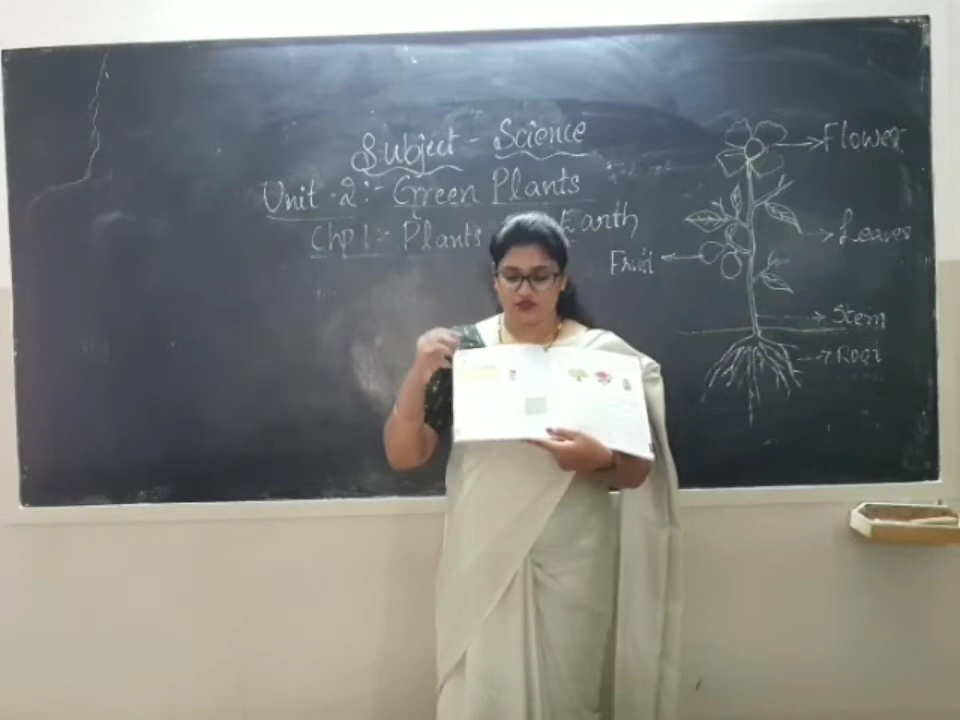 Subject - Science
Unit - 2 :- Green Plants
Chp 1 :- Plants Earth
Flower
Leaves
Fruit
Stem
Root